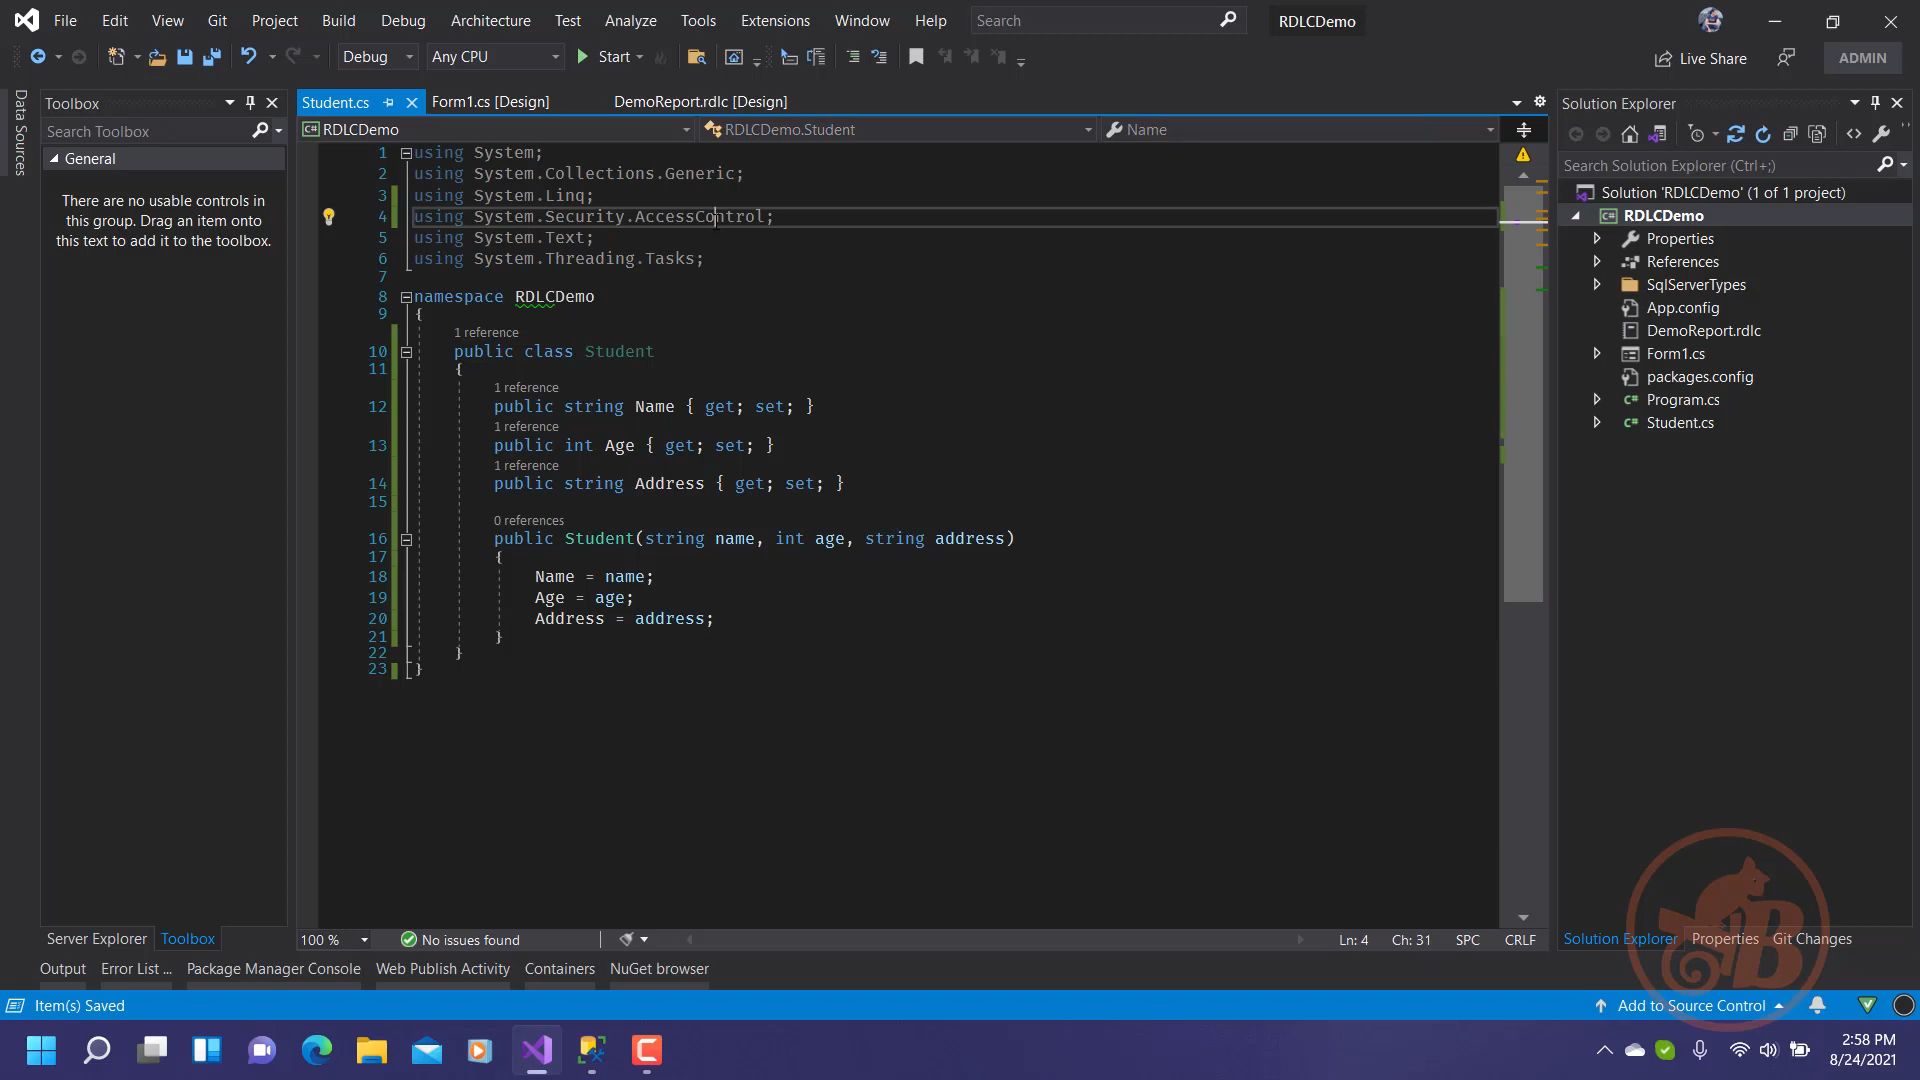 File Edit View Git Project Build Debug Architecture Test Analyze Tools Extensions Window Help Search RDLCDemo
Debug Any CPU Start Live Share ADMIN
Data Sources
Toolbox
Search Toolbox
General
There are no usable controls in
this group. Drag an item onto
this text to add it to the toolbox.
Server Explorer Toolbox
Student.cs Form1.cs [Design] DemoReport.rdlc [Design]
RDLCDemo RDLCDemo.Student Name
1 using System;
2 using System.Collections.Generic;
3 using System.Linq;
4 using System.Security.AccessControl;
5 using System.Text;
6 using System.Threading.Tasks;
7
8 namespace RDLCDemo
9 {
1 reference
10 public class Student
11 {
1 reference
12 public string Name { get; set; }
1 reference
13 public int Age { get; set; }
1 reference
14 public string Address { get; set; }
15
0 references
16 public Student(string name, int age, string address)
17 {
18 Name = name;
19 Age = age;
20 Address = address;
21 }
22 }
23 }
100 % No issues found Ln: 4 Ch: 31 SPC CRLF
Solution Explorer
Search Solution Explorer (Ctrl+;)
Solution 'RDLCDemo' (1 of 1 project)
RDLCDemo
Properties
References
SqlServerTypes
App.config
DemoReport.rdlc
Form1.cs
packages.config
Program.cs
Student.cs
Solution Explorer Properties Git Changes
Output Error List ... Package Manager Console Web Publish Activity Containers NuGet browser
Item(s) Saved Add to Source Control
2:58 PM
8/24/2021